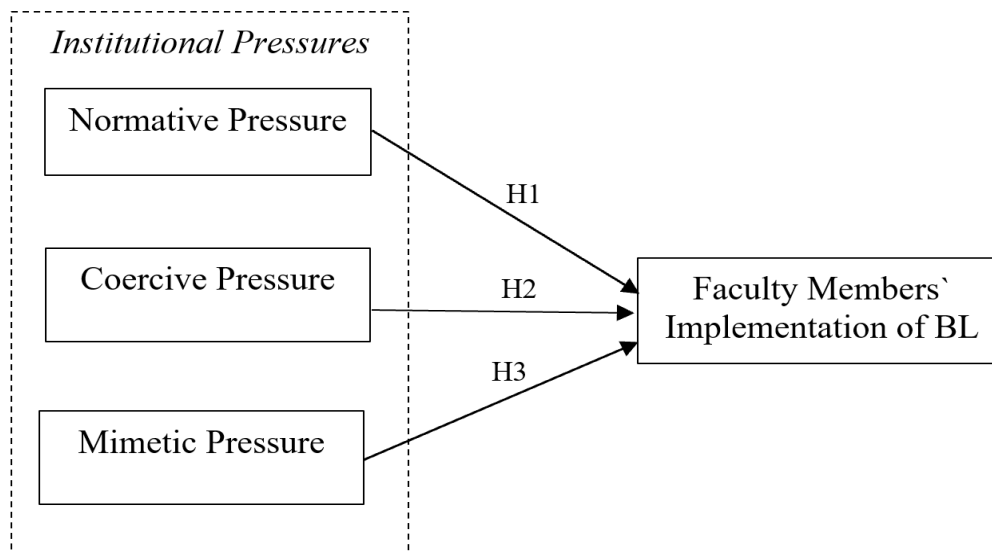 Institutional Pressures
Normative Pressure
H1
Coercive Pressure
H2
Faculty Members`
Implementation of BL
H3
Mimetic Pressure